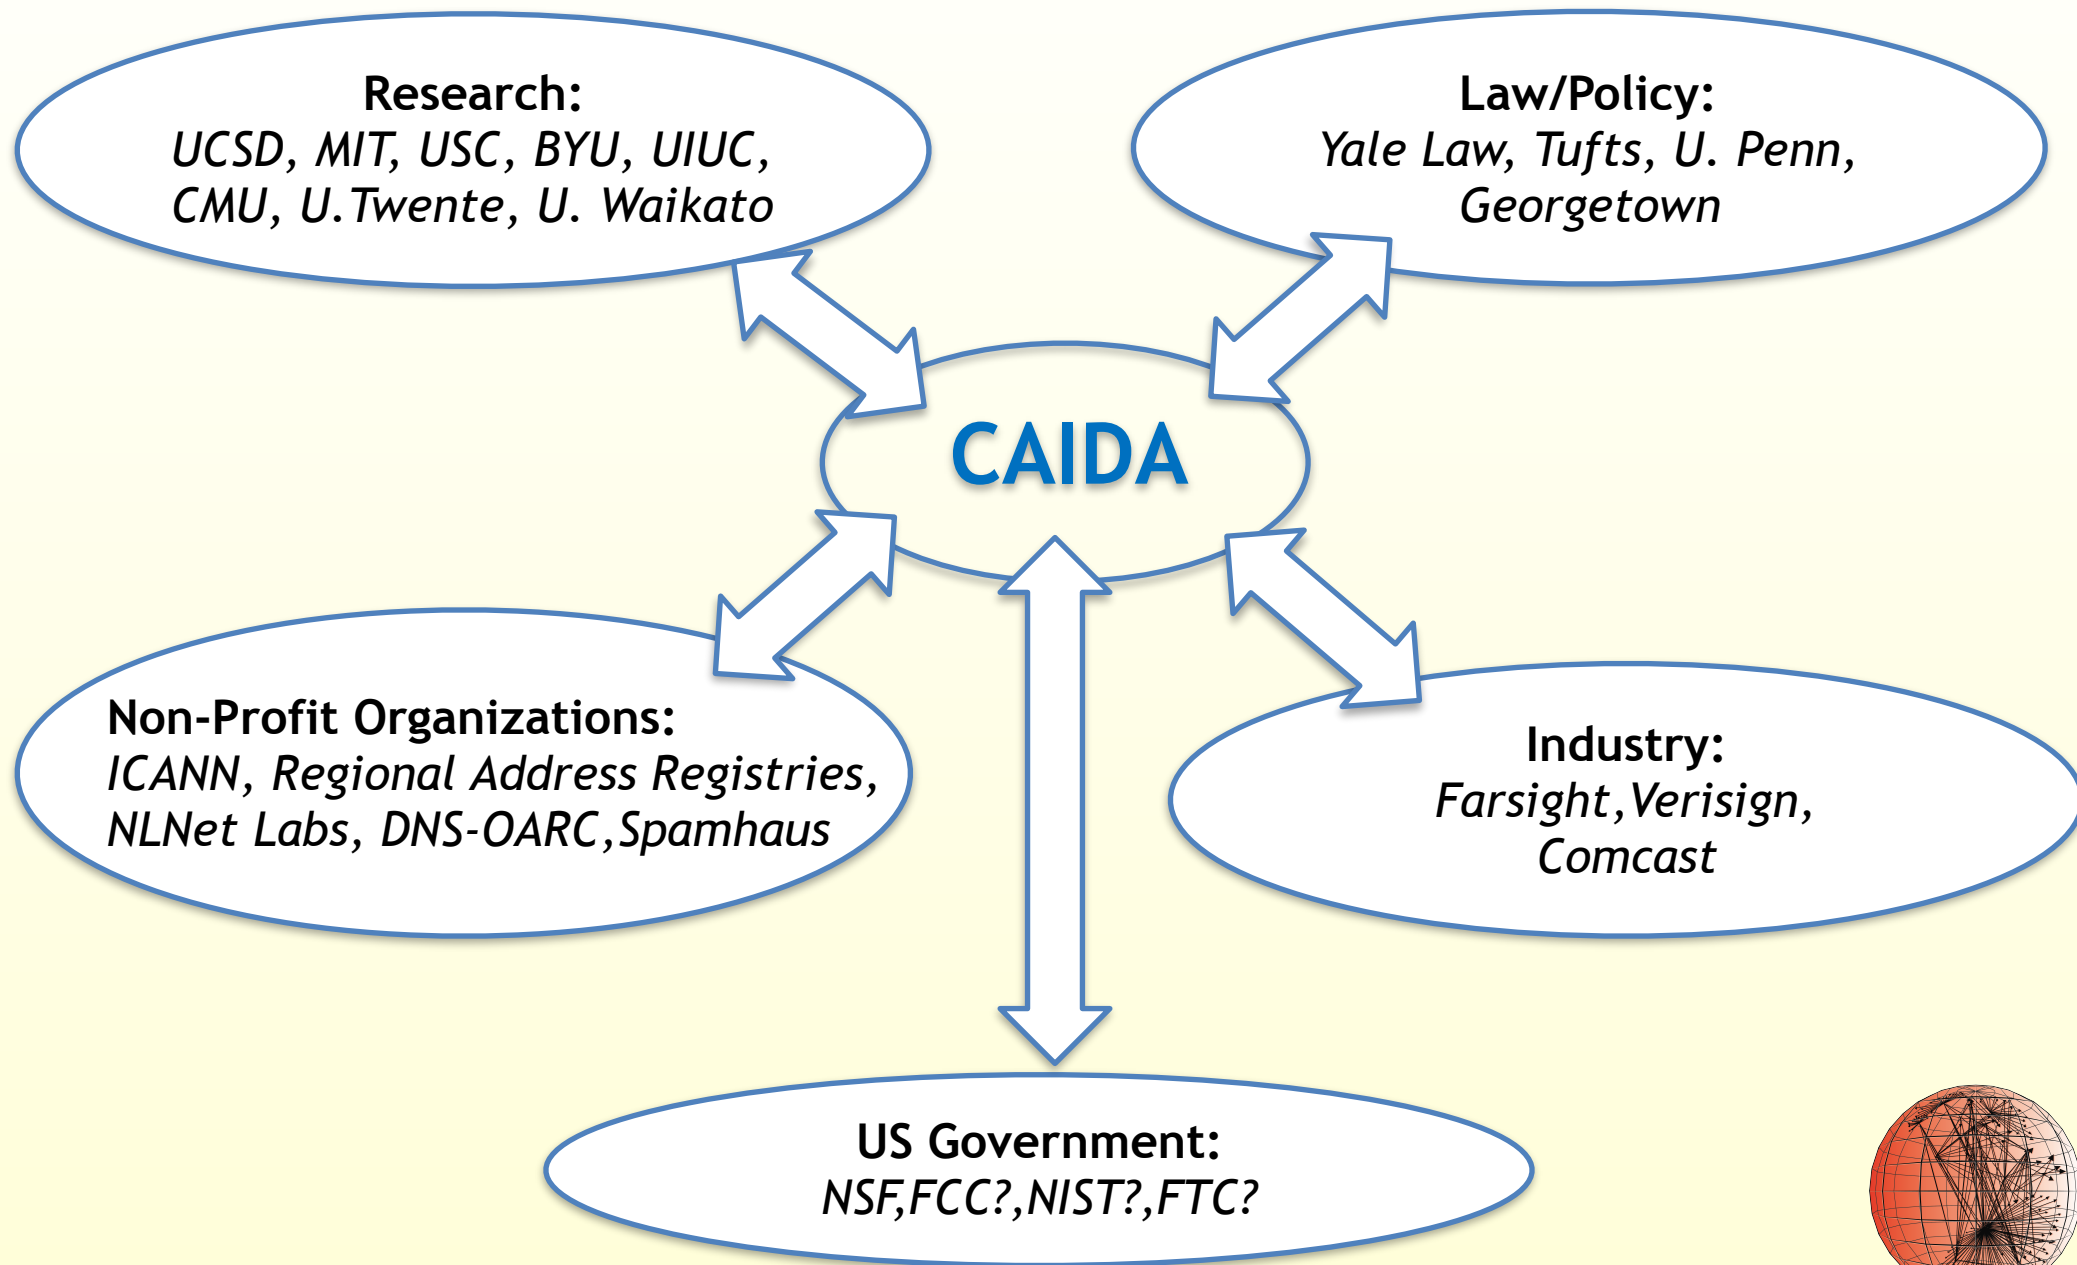 Research:
UCSD, MIT, USC, BYU, UIUC,
CMU, U.Twente, U. Waikato
Law/Policy:
Yale Law, Tufts, U. Penn,
Georgetown
CAIDA
Non-Profit Organizations:
ICANN, Regional Address Registries,
NLNet Labs, DNS-OARC,Spamhaus
Industry:
Farsight,Verisign,
Comcast
US Government:
NSF,FCC?,NIST?,FTC?